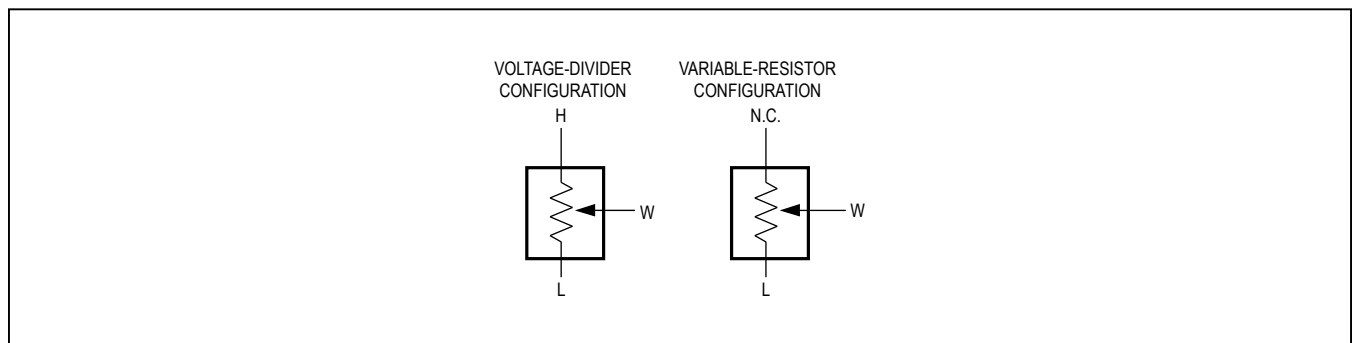 VOLTAGE-DIVIDER
CONFIGURATION
H
W
L
VARIABLE-RESISTOR
CONFIGURATION
N.C.
W
L